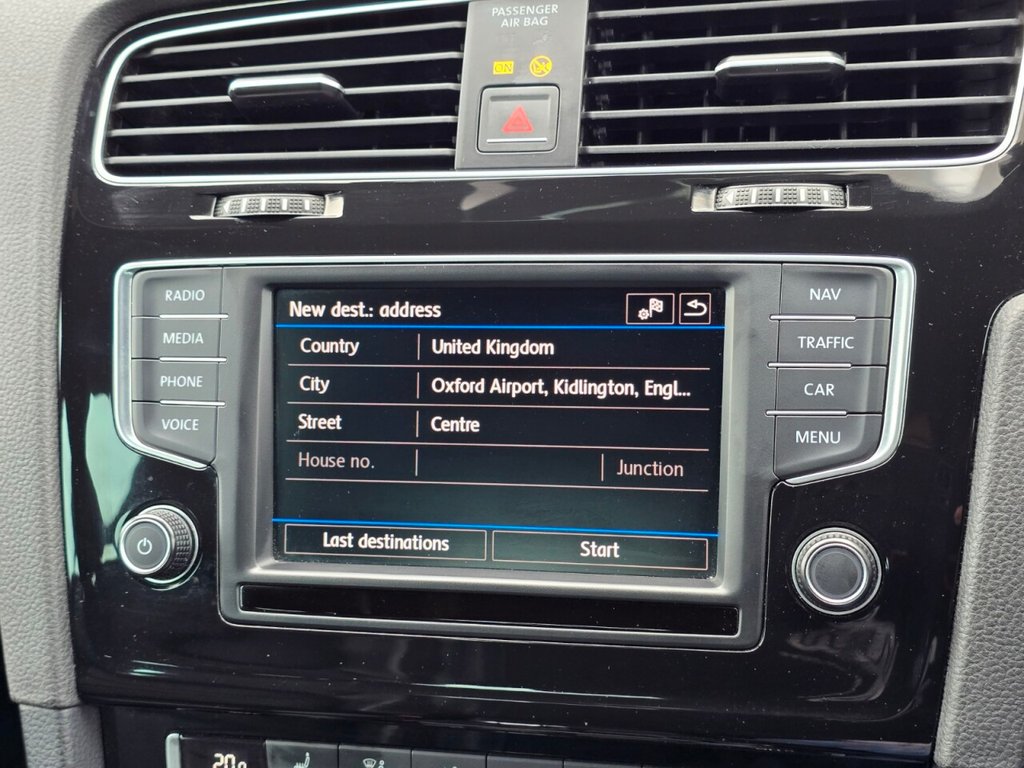 PASSENGER
AIR BAG
ON
RADIO
MEDIA
PHONE
VOICE
New dest.: address
Country United Kingdom
City Oxford Airport, Kidlington, Engl...
Street Centre
House no. Junction
Last destinations Start
NAV
TRAFFIC
CAR
MENU